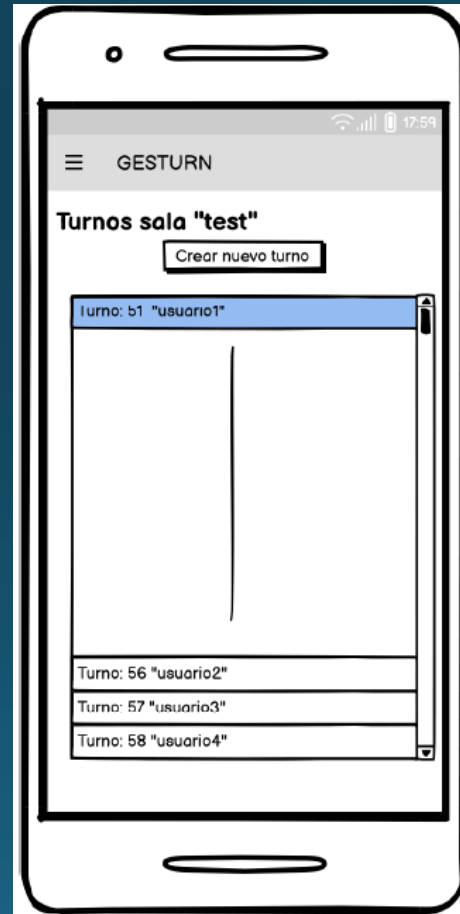 17:59
GESTURN
Turnos sala "test"
Crear nuevo turno
Turno: 51 "usuario1"
Turno: 56 "usuario2"
Turno: 57 "usuario3"
Turno: 58 "usuario4"